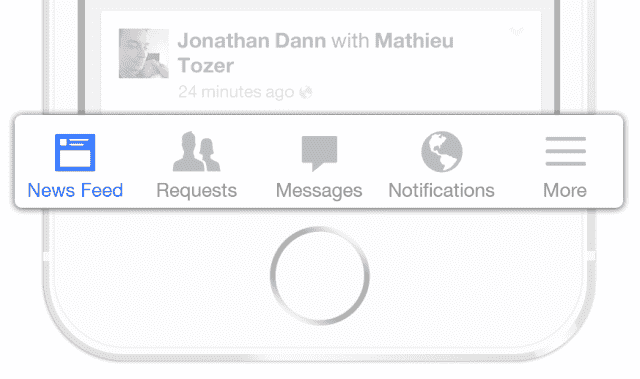 Jonathan Dann with Mathieu
Tozer
24 minutes ago
News Feed
Requests
Messages
Notifications
More